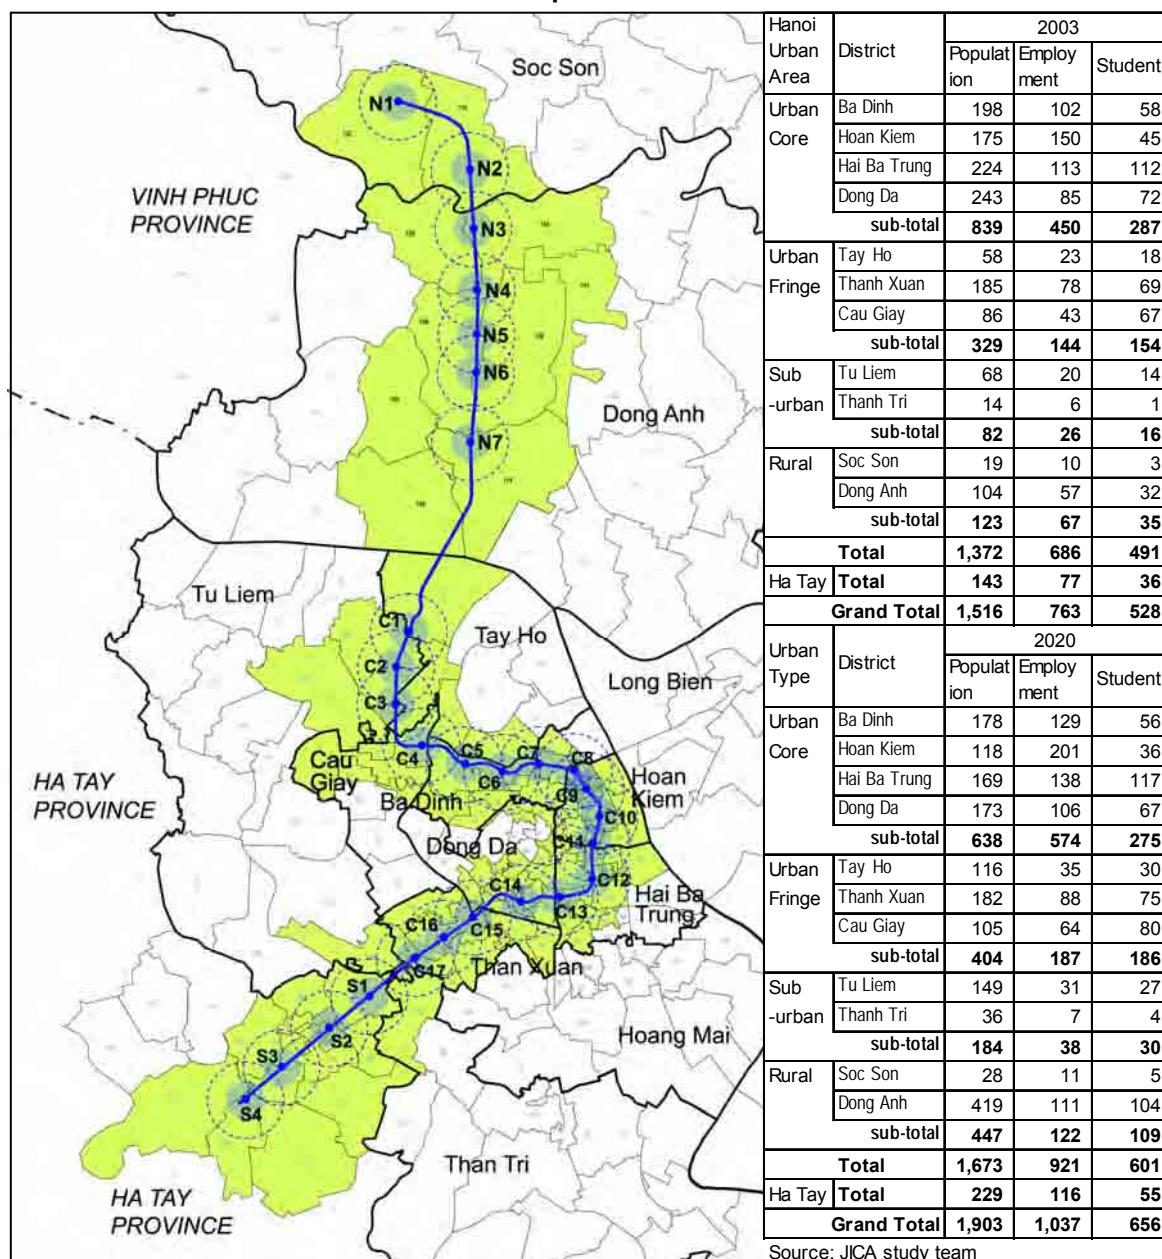 Soc Son
N1
N2
VINH PHUC
PROVINCE
N3
N4
N5
N6
Dong Anh
N7
Tu Liem
C1
Tay Ho
C2
Long Bien
C3
C4
C5
C6
C7
C8
Cau
Giay
HA TAY
PROVINCE
Ba Dinh
C9
Hoan
Kiem
C10
Dong Da
C11
C12
C14
Hai Ba
Trung
C13
C16
C15
C17
Than Xuan
S1
S2
Hoang Mai
S3
S4
Than Tri
HA TAY
PROVINCE
Hanoi Urban Area District 2003
Population Employment Student
Urban Core Ba Dinh 198 102 58
Hoan Kiem 175 150 45
Hai Ba Trung 224 113 112
Dong Da 243 85 72
sub-total 839 450 287
Urban Fringe Tay Ho 58 23 18
Thanh Xuan 185 78 69
Cau Giay 86 43 67
sub-total 329 144 154
Sub-urban Tu Liem 68 20 14
Thanh Tri 14 6 1
sub-total 82 26 16
Rural Soc Son 19 10 3
Dong Anh 104 57 32
sub-total 123 67 35
Total 1,372 686 491
Ha Tay Total 143 77 36
Grand Total 1,516 763 528
Urban Type District 2020
Population Employment Student
Urban Core Ba Dinh 178 129 56
Hoan Kiem 118 201 36
Hai Ba Trung 169 138 117
Dong Da 173 106 67
sub-total 638 574 275
Urban Fringe Tay Ho 116 35 30
Thanh Xuan 182 88 75
Cau Giay 105 64 80
sub-total 404 187 186
Sub-urban Tu Liem 149 31 27
Thanh Tri 36 7 4
sub-total 184 38 30
Rural Soc Son 28 11 5
Dong Anh 419 111 104
sub-total 447 122 109
Total 1,673 921 601
Ha Tay Total 229 116 55
Grand Total 1,903 1,037 656
Source: JICA study team